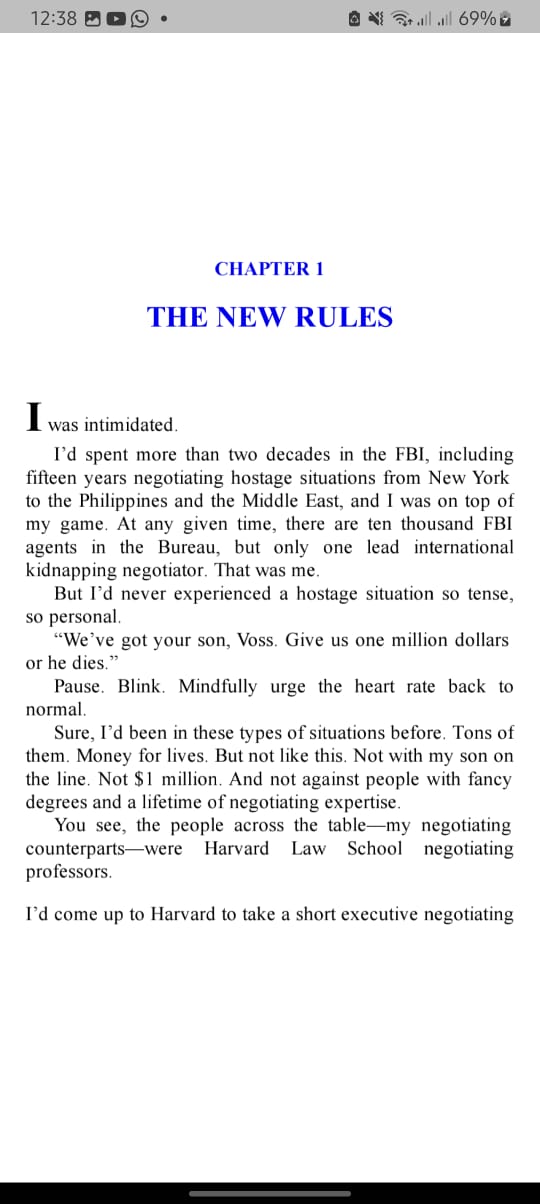 12:38 69%
CHAPTER 1
THE NEW RULES
I was intimidated.
I’d spent more than two decades in the FBI, including
fifteen years negotiating hostage situations from New York
to the Philippines and the Middle East, and I was on top of
my game. At any given time, there are ten thousand FBI
agents in the Bureau, but only one lead international
kidnapping negotiator. That was me.
But I’d never experienced a hostage situation so tense,
so personal.
“We’ve got your son, Voss. Give us one million dollars
or he dies.”
Pause. Blink. Mindfully urge the heart rate back to
normal.
Sure, I’d been in these types of situations before. Tons of
them. Money for lives. But not like this. Not with my son on
the line. Not $1 million. And not against people with fancy
degrees and a lifetime of negotiating expertise.
You see, the people across the table—my negotiating
counterparts—were Harvard Law School negotiating
professors.
I’d come up to Harvard to take a short executive negotiating